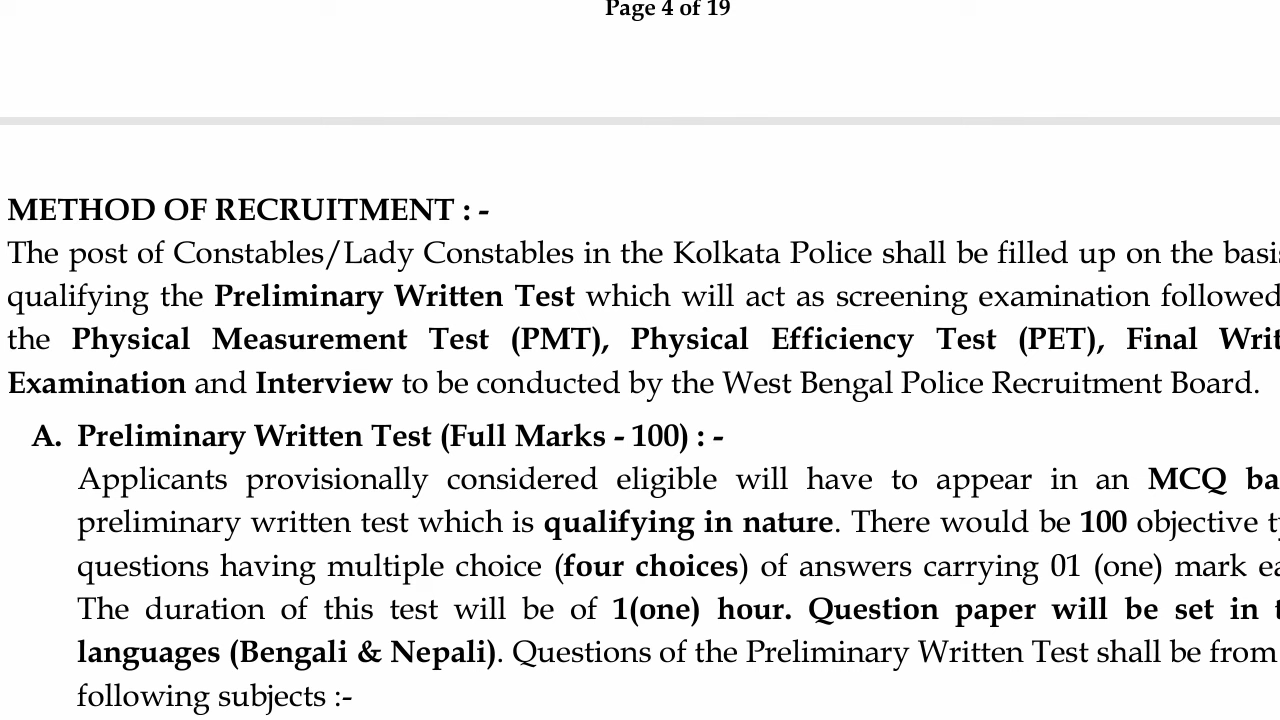 Page 4 of 19
METHOD OF RECRUITMENT : -
The post of Constables/Lady Constables in the Kolkata Police shall be filled up on the
qualifying the Preliminary Written Test which will act as screening examination followed
the Physical Measurement Test (PMT), Physical Efficiency Test (PET), Final
Examination and Interview to be conducted by the West Bengal Police Recruitment Board.
A. Preliminary Written Test (Full Marks - 100) : -
Applicants provisionally considered eligible will have to appear in an MCQ
preliminary written test which is qualifying in nature. There would be 100 objective
questions having multiple choice (four choices) of answers carrying 01 (one) mark
The duration of this test will be of 1(one) hour. Question paper will be set in
languages (Bengali & Nepali). Questions of the Preliminary Written Test shall be from
following subjects :-